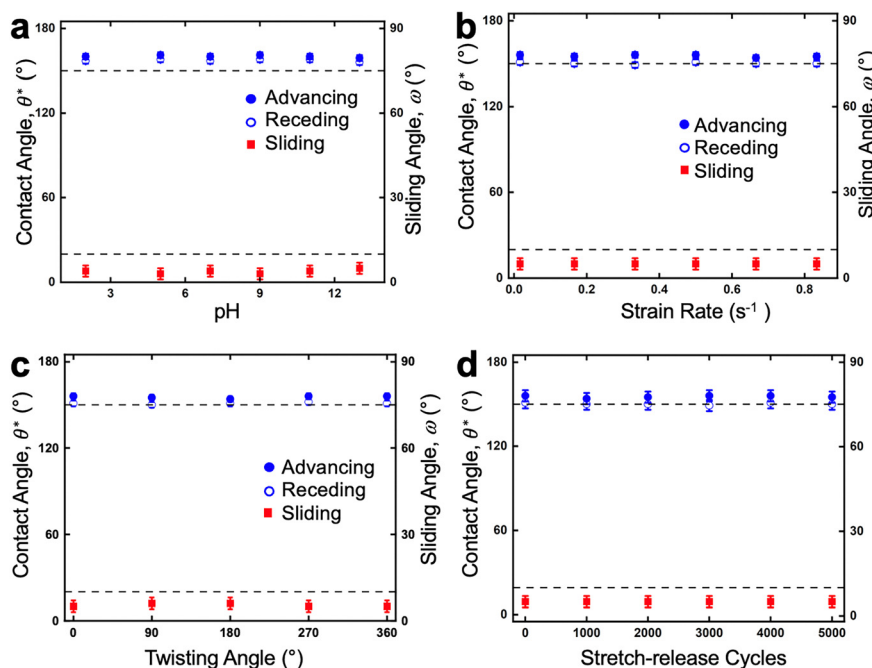 a
180
120
60
0
Contact Angle, θ* (°)
90
60
30
0
Sliding Angle, ω (°)
Advancing
Receding
Sliding
3
6
9
12
pH
b
180
120
60
0
Contact Angle, θ* (°)
90
60
30
0
Sliding Angle, ω (°)
Advancing
Receding
Sliding
0.0
0.2
0.4
0.6
0.8
Strain Rate (s-1)
c
180
120
60
0
Contact Angle, θ* (°)
90
60
30
0
Sliding Angle, ω (°)
Advancing
Receding
Sliding
0
90
180
270
360
Twisting Angle (°)
d
180
120
60
0
Contact Angle, θ* (°)
90
60
30
0
Sliding Angle, ω (°)
0
1000
2000
3000
4000
5000
Stretch-release Cycles